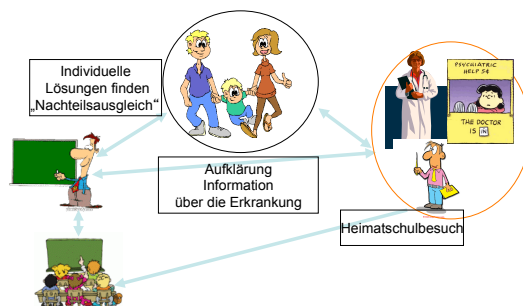 Individuelle
Lösungen finden
„Nachteilsausgleich“
PSYCHIATRIC
HELP 5¢
THE DOCTOR
IS IN
Aufklärung
Information
über die Erkrankung
Heimatschulbesuch